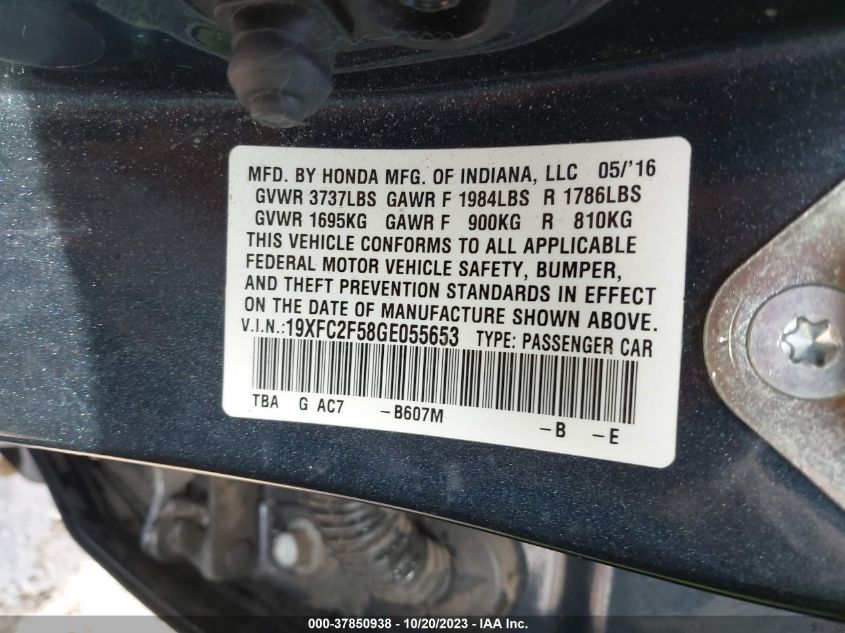 MFD. BY HONDA MFG. OF INDIANA, LLC 05/'16
GVWR 3737LBS GAWR F 1984LBS R 1786LBS
GVWR 1695KG GAWR F 900KG R 810KG
THIS VEHICLE CONFORMS TO ALL APPLICABLE
FEDERAL MOTOR VEHICLE SAFETY, BUMPER,
AND THEFT PREVENTION STANDARDS IN EFFECT
ON THE DATE OF MANUFACTURE SHOWN ABOVE.
V.I.N.:19XFC2F58GE055653 TYPE: PASSENGER CAR
TBA G AC7 -B607M -B -E
000-37850938 - 10/20/2023 - IAAI.com.